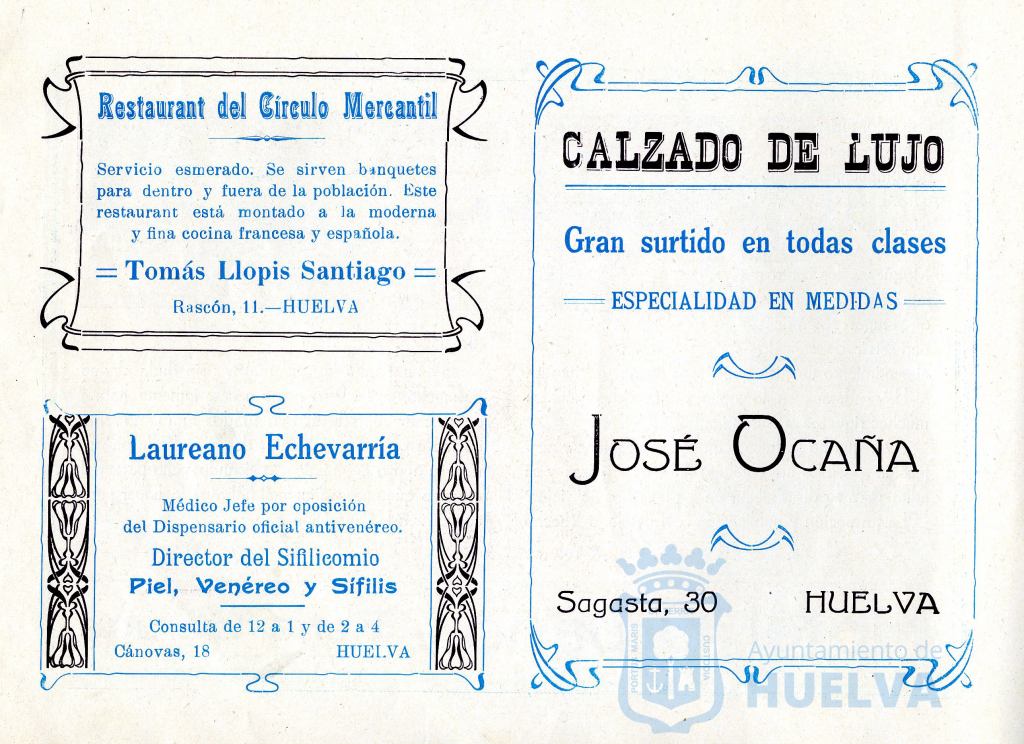 Restaurant del Círculo Mercantil
Servicio esmerado. Se sirven banquetes
para dentro y fuera de la población. Este
restaurant está montado a la moderna
y fina cocina francesa y española.
= Tomás Llopis Santiago =
Rascón, 11.—HUELVA
Laureano Echevarría
Médico Jefe por oposición
del Dispensario oficial antivenéreo.
Director del Sifilicomio
Piel, Venéreo y Sífilis
Consulta de 12 a 1 y de 2 a 4
Cánovas, 18 HUELVA
CALZADO DE LUJO
Gran surtido en todas clases
ESPECIALIDAD EN MEDIDAS
JOSÉ OCAÑA
Sagasta, 30 HUELVA
PORTUS MARIS
CUSTODIA
Ayuntamiento de
HUELVA